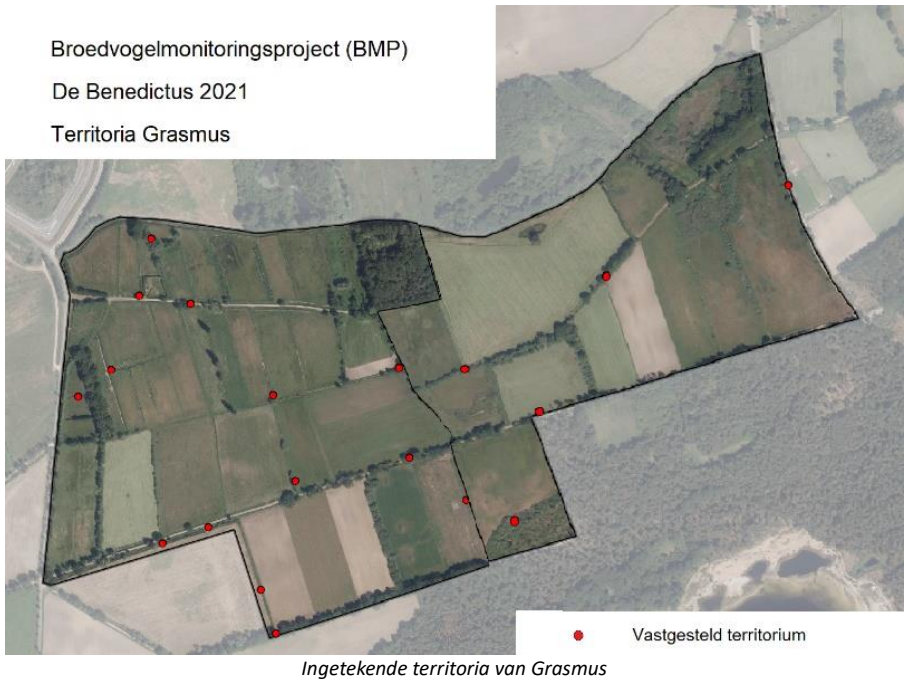 Broedvogelmonitoringsproject (BMP)
De Benedictus 2021
Territoria Grasmus
Vastgesteld territorium
Ingetekende territoria van Grasmus